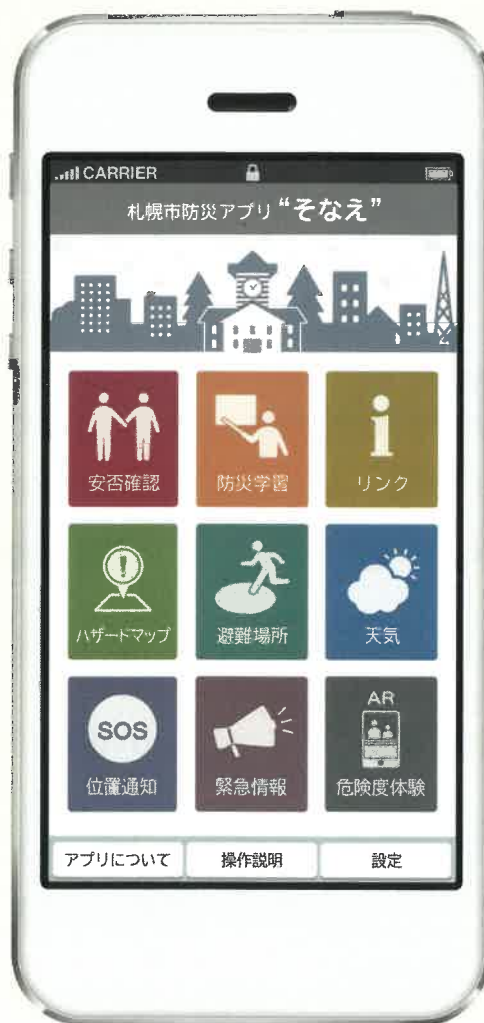 CARRIER
札幌市防災アプリ “そなえ”
安否確認
防災学習
リンク
ハザードマップ
避難場所
天気
SOS
位置通知
緊急情報
AR
危険度体験
アプリについて
操作説明
設定